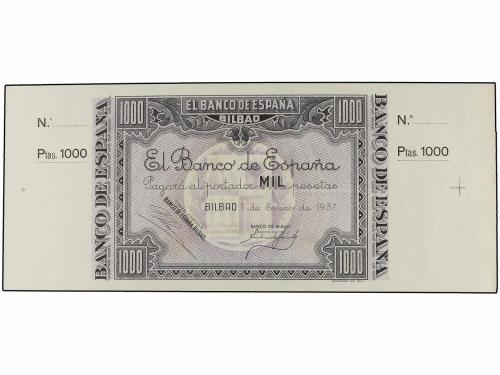 N.º
Ptas. 1000
BANCO DE ESPAÑA
1000
EL BANCO DE ESPAÑA
BILBAO
1000
El Banco de España
Pagará al portador MIL pesetas
BILBAO 1 de Enero de 1937
BANCO DE BILBAO
1000
1000
BANCO DE ESPAÑA
N.º
Ptas. 1000